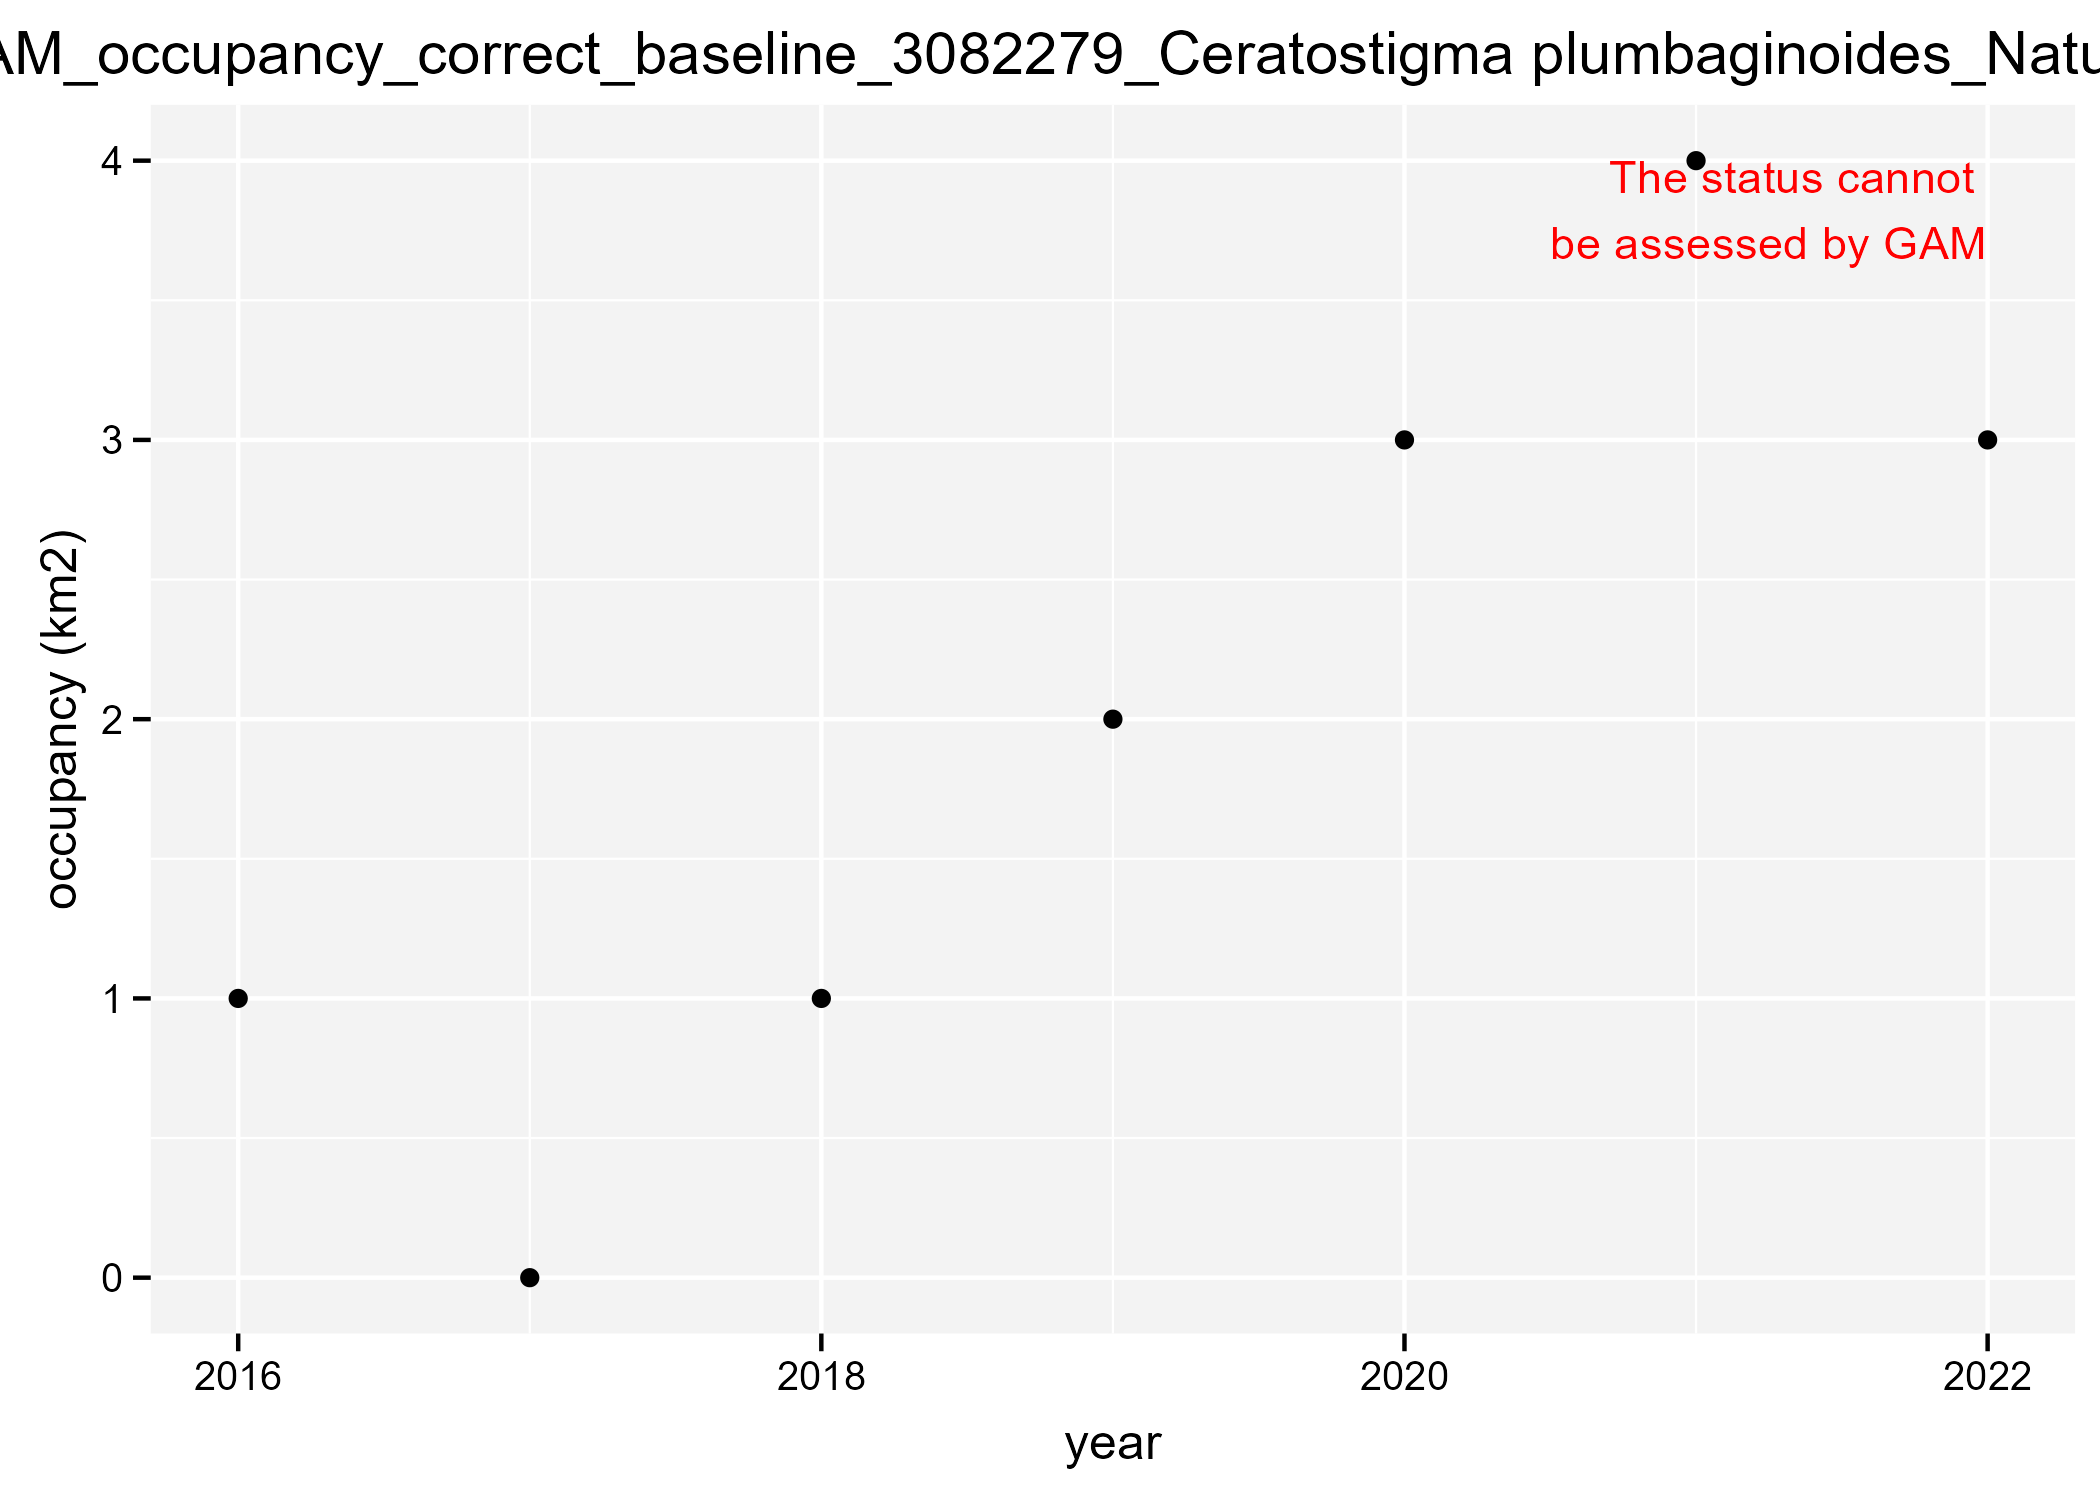 AM_occupancy_correct_baseline_3082279_Ceratostigma plumbaginoides_Natu
4
The status cannot
be assessed by GAM
3
2
1
0
occupancy (km2)
2016 2018 2020 2022
year